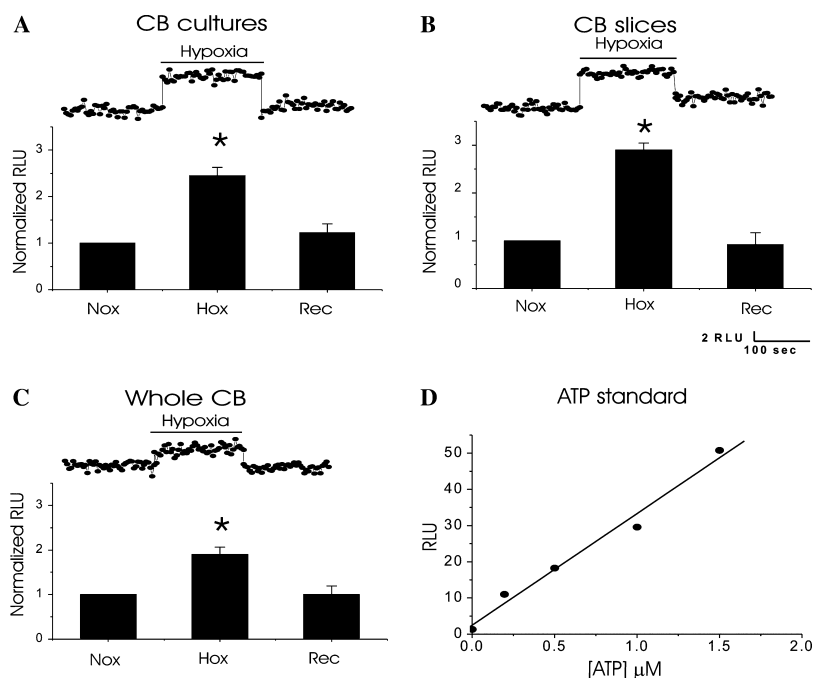 A
CB cultures
Hypoxia
*
Normalized RLU
3
2
1
0
Nox
Hox
Rec
B
CB slices
Hypoxia
*
Normalized RLU
3
2
1
0
Nox
Hox
Rec
2 RLU
100 sec
C
Whole CB
Hypoxia
*
Normalized RLU
3
2
1
0
Nox
Hox
Rec
D
ATP standard
RLU
50
40
30
20
10
0
0.0
0.5
1.0
1.5
2.0
[ATP] µM